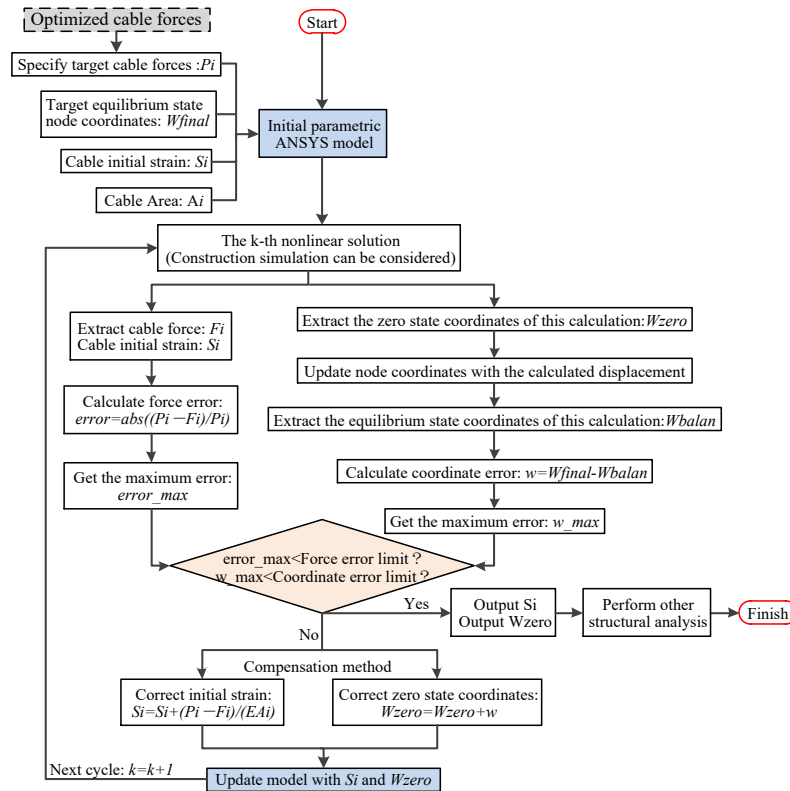 Optimized cable forces
Start
Specify target cable forces :Pi
Target equilibrium state
node coordinates: Wfinal
Initial parametric
ANSYS model
Cable initial strain: Si
Cable Area: Ai
The k-th nonlinear solution
(Construction simulation can be considered)
Extract cable force: Fi
Cable initial strain: Si
Calculate force error:
error=abs((Pi－Fi)/Pi)
Get the maximum error:
error_max
Extract the zero state coordinates of this calculation:Wzero
Update node coordinates with the calculated displacement
Extract the equilibrium state coordinates of this calculation:Wbalan
Calculate coordinate error: w=Wfinal-Wbalan
Get the maximum error: w_max
error_max<Force error limit？
w_max<Coordinate error limit？
Yes
Output Si
Output Wzero
Perform other
structural analysis
Finish
No
Compensation method
Correct initial strain:
Si=Si+(Pi－Fi)/(EAi)
Correct zero state coordinates:
Wzero=Wzero+w
Next cycle: k=k+1
Update model with Si and Wzero